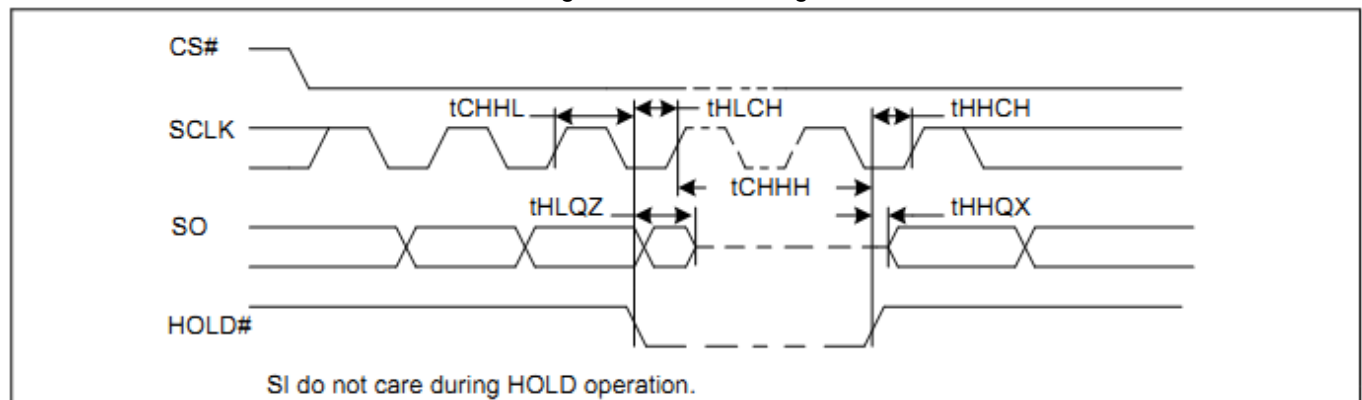 CS#
tCHHL tHLCH tHHCH
SCLK
tCHHH
tHLQZ tHHQX
SO
HOLD#
SI do not care during HOLD operation.